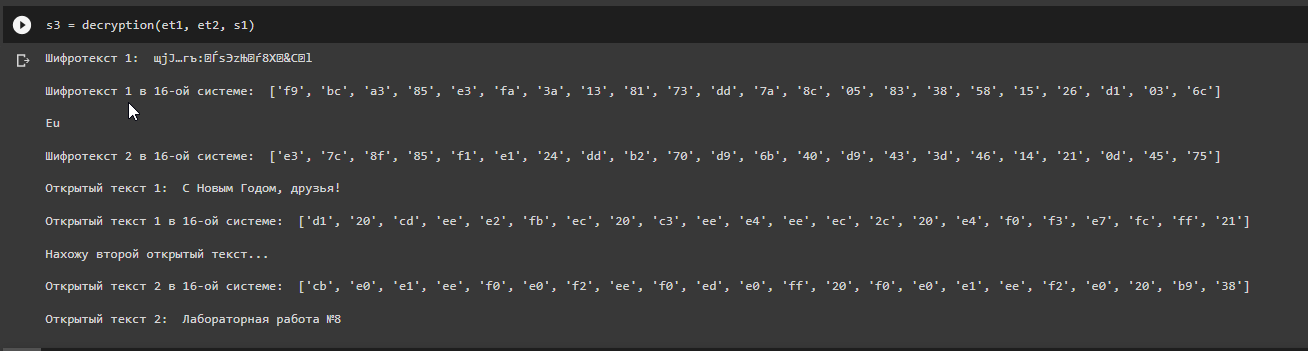 s3 = decryption(et1, et2, s1)
Шифротекст 1: щјЈ…гъ:ЃsЭzЊѓ8X&Сl
Шифротекст 1 в 16-ой системе: ['f9', 'bc', 'a3', '85', 'e3', 'fa', '3a', '13', '81', '73', 'dd', '7a', '8c', '05', '83', '38', '58', '15', '26', 'd1', '03', '6c']
Eu
Шифротекст 2 в 16-ой системе: ['e3', '7c', '8f', '85', 'f1', 'e1', '24', 'dd', 'b2', '70', 'd9', '6b', '40', 'd9', '43', '3d', '46', '14', '21', '0d', '45', '75']
Открытый текст 1: С Новым Годом, друзья!
Открытый текст 1 в 16-ой системе: ['d1', '20', 'cd', 'ee', 'e2', 'fb', 'ec', '20', 'c3', 'ee', 'e4', 'ee', 'ec', '2c', '20', 'e4', 'f0', 'f3', 'e7', 'fc', 'ff', '21']
Нахожу второй открытый текст...
Открытый текст 2 в 16-ой системе: ['cb', 'e0', 'e1', 'ee', 'f0', 'e0', 'f2', 'ee', 'f0', 'ed', 'e0', 'ff', '20', 'f0', 'e0', 'e1', 'ee', 'f2', 'e0', '20', 'b9', '38']
Открытый текст 2: Лабораторная работа №8